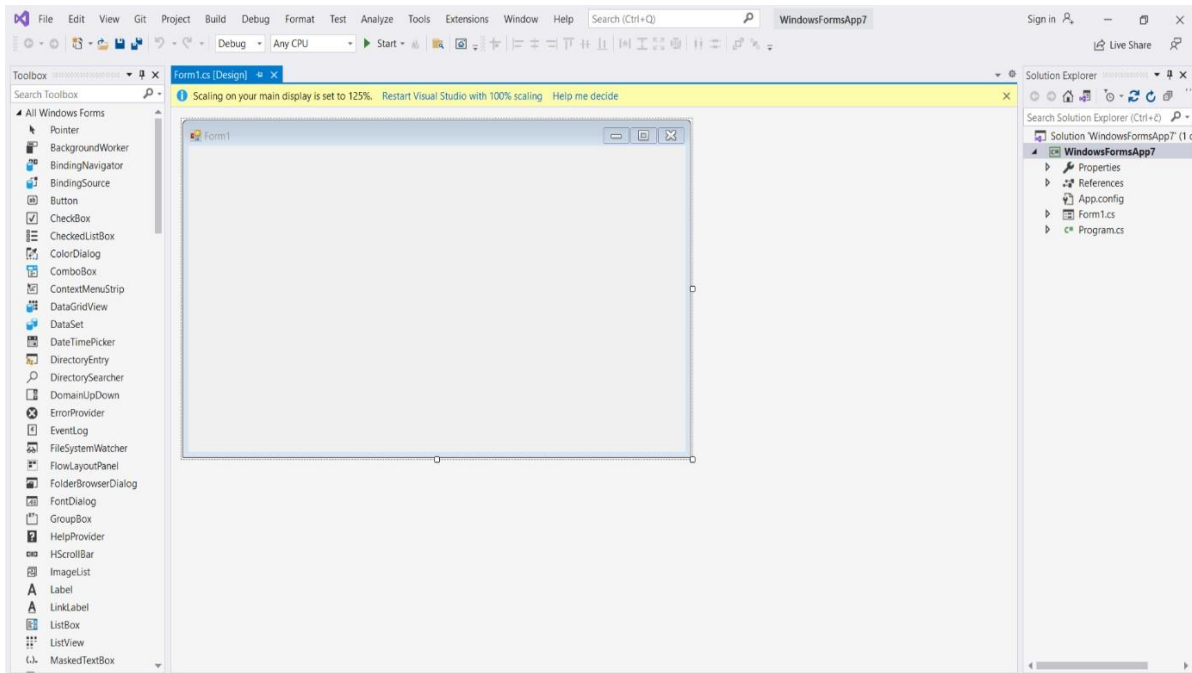 File Edit View Git Project Build Debug Format Test Analyze Tools Extensions Window Help Search (Ctrl+Q) WindowsFormsApp7 Sign in
Debug Any CPU Start Live Share
Toolbox
Search Toolbox
All Windows Forms
Pointer
BackgroundWorker
BindingNavigator
BindingSource
Button
CheckBox
CheckedListBox
ColorDialog
ComboBox
ContextMenuStrip
DataGridView
DataSet
DateTimePicker
DirectoryEntry
DirectorySearcher
DomainUpDown
ErrorProvider
EventLog
FileSystemWatcher
FlowLayoutPanel
FolderBrowserDialog
FontDialog
GroupBox
HelpProvider
HScrollBar
ImageList
Label
LinkLabel
ListBox
ListView
MaskedTextBox
Form1.cs [Design]
Scaling on your main display is set to 125%. Restart Visual Studio with 100% scaling Help me decide
Form1
Solution Explorer
Search Solution Explorer (Ctrl+č)
Solution 'WindowsFormsApp7' (1 c
C# WindowsFormsApp7
Properties
References
App.config
Form1.cs
C# Program.cs